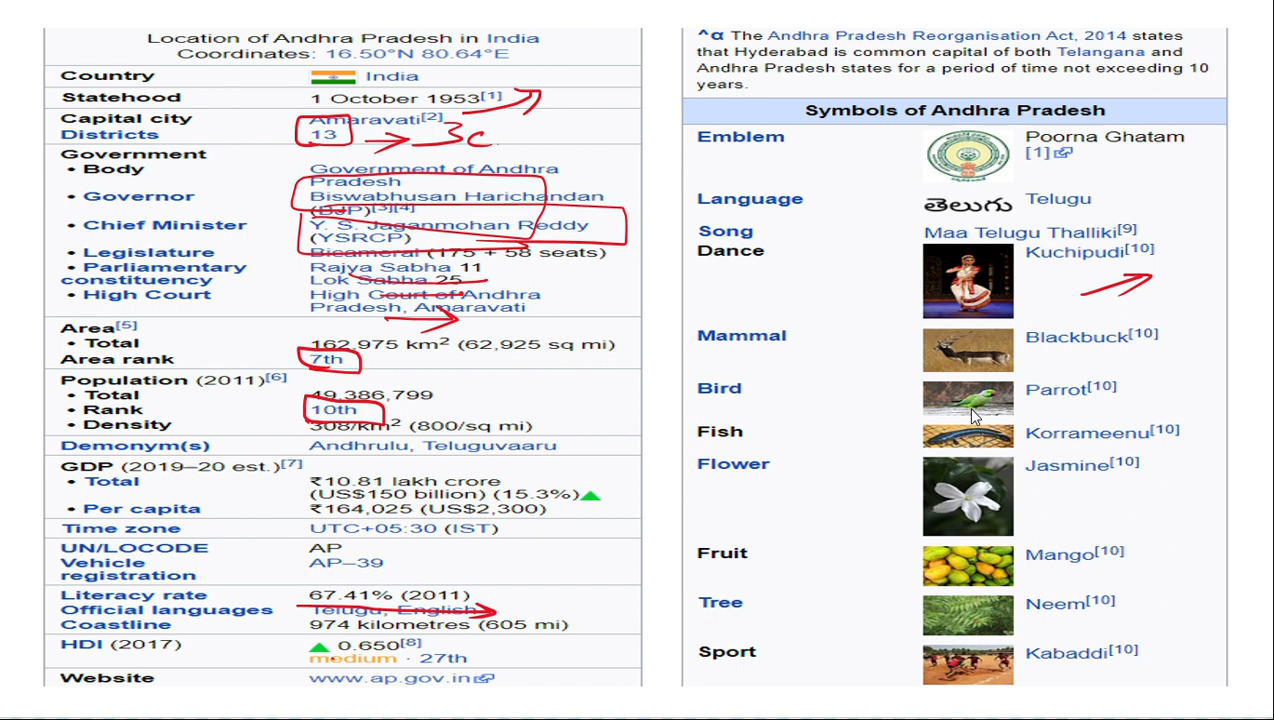 Location of Andhra Pradesh in India
Coordinates: 16.50°N 80.64°E
Country India
Statehood 1 October 1953[1]
Capital city Amaravati[2]
Districts 13 → 3c
Government
• Body Government of Andhra
Pradesh
• Governor Biswabhusan Harichandan
(BJP)[3][4]
• Chief Minister Y. S. Jaganmohan Reddy
(YSRCP)
• Legislature Bicameral (175 + 58 seats)
• Parliamentary Rajya Sabha 11
constituency Lok Sabha 25
• High Court High Court of Andhra
Pradesh, Amaravati
Area[5]
• Total 162,975 km² (62,925 sq mi)
Area rank 7th
Population (2011)[6]
• Total 49,386,799
• Rank 10th
• Density 308/km² (800/sq mi)
Demonym(s) Andhrulu, Teluguvaaru
GDP (2019–20 est.)[7]
• Total ₹10.81 lakh crore
(US$150 billion) (15.3%)▲
• Per capita ₹164,025 (US$2,300)
Time zone UTC+05:30 (IST)
UN/LOCODE AP
Vehicle AP–39
registration
Literacy rate 67.41% (2011)
Official languages Telugu, English
Coastline 974 kilometres (605 mi)
HDI (2017) ▲ 0.650[8]
medium · 27th
Website www.ap.gov.in
^α The Andhra Pradesh Reorganisation Act, 2014 states
that Hyderabad is common capital of both Telangana and
Andhra Pradesh states for a period of time not exceeding 10
years.
Symbols of Andhra Pradesh
Emblem Poorna Ghatam
[1]
Language తెలుగు Telugu
Song Maa Telugu Thalliki[9]
Dance Kuchipudi[10]
Mammal Blackbuck[10]
Bird Parrot[10]
Fish Korrameenu[10]
Flower Jasmine[10]
Fruit Mango[10]
Tree Neem[10]
Sport Kabaddi[10]